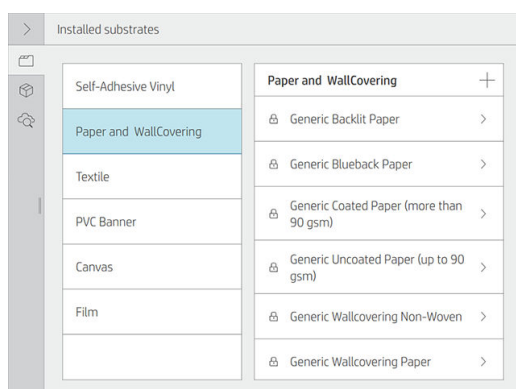 Installed substrates
Self-Adhesive Vinyl
Paper and WallCovering
Textile
PVC Banner
Canvas
Film
Paper and WallCovering
Generic Backlit Paper
Generic Blueback Paper
Generic Coated Paper (more than
90 gsm)
Generic Uncoated Paper (up to 90
gsm)
Generic Wallcovering Non-Woven
Generic Wallcovering Paper